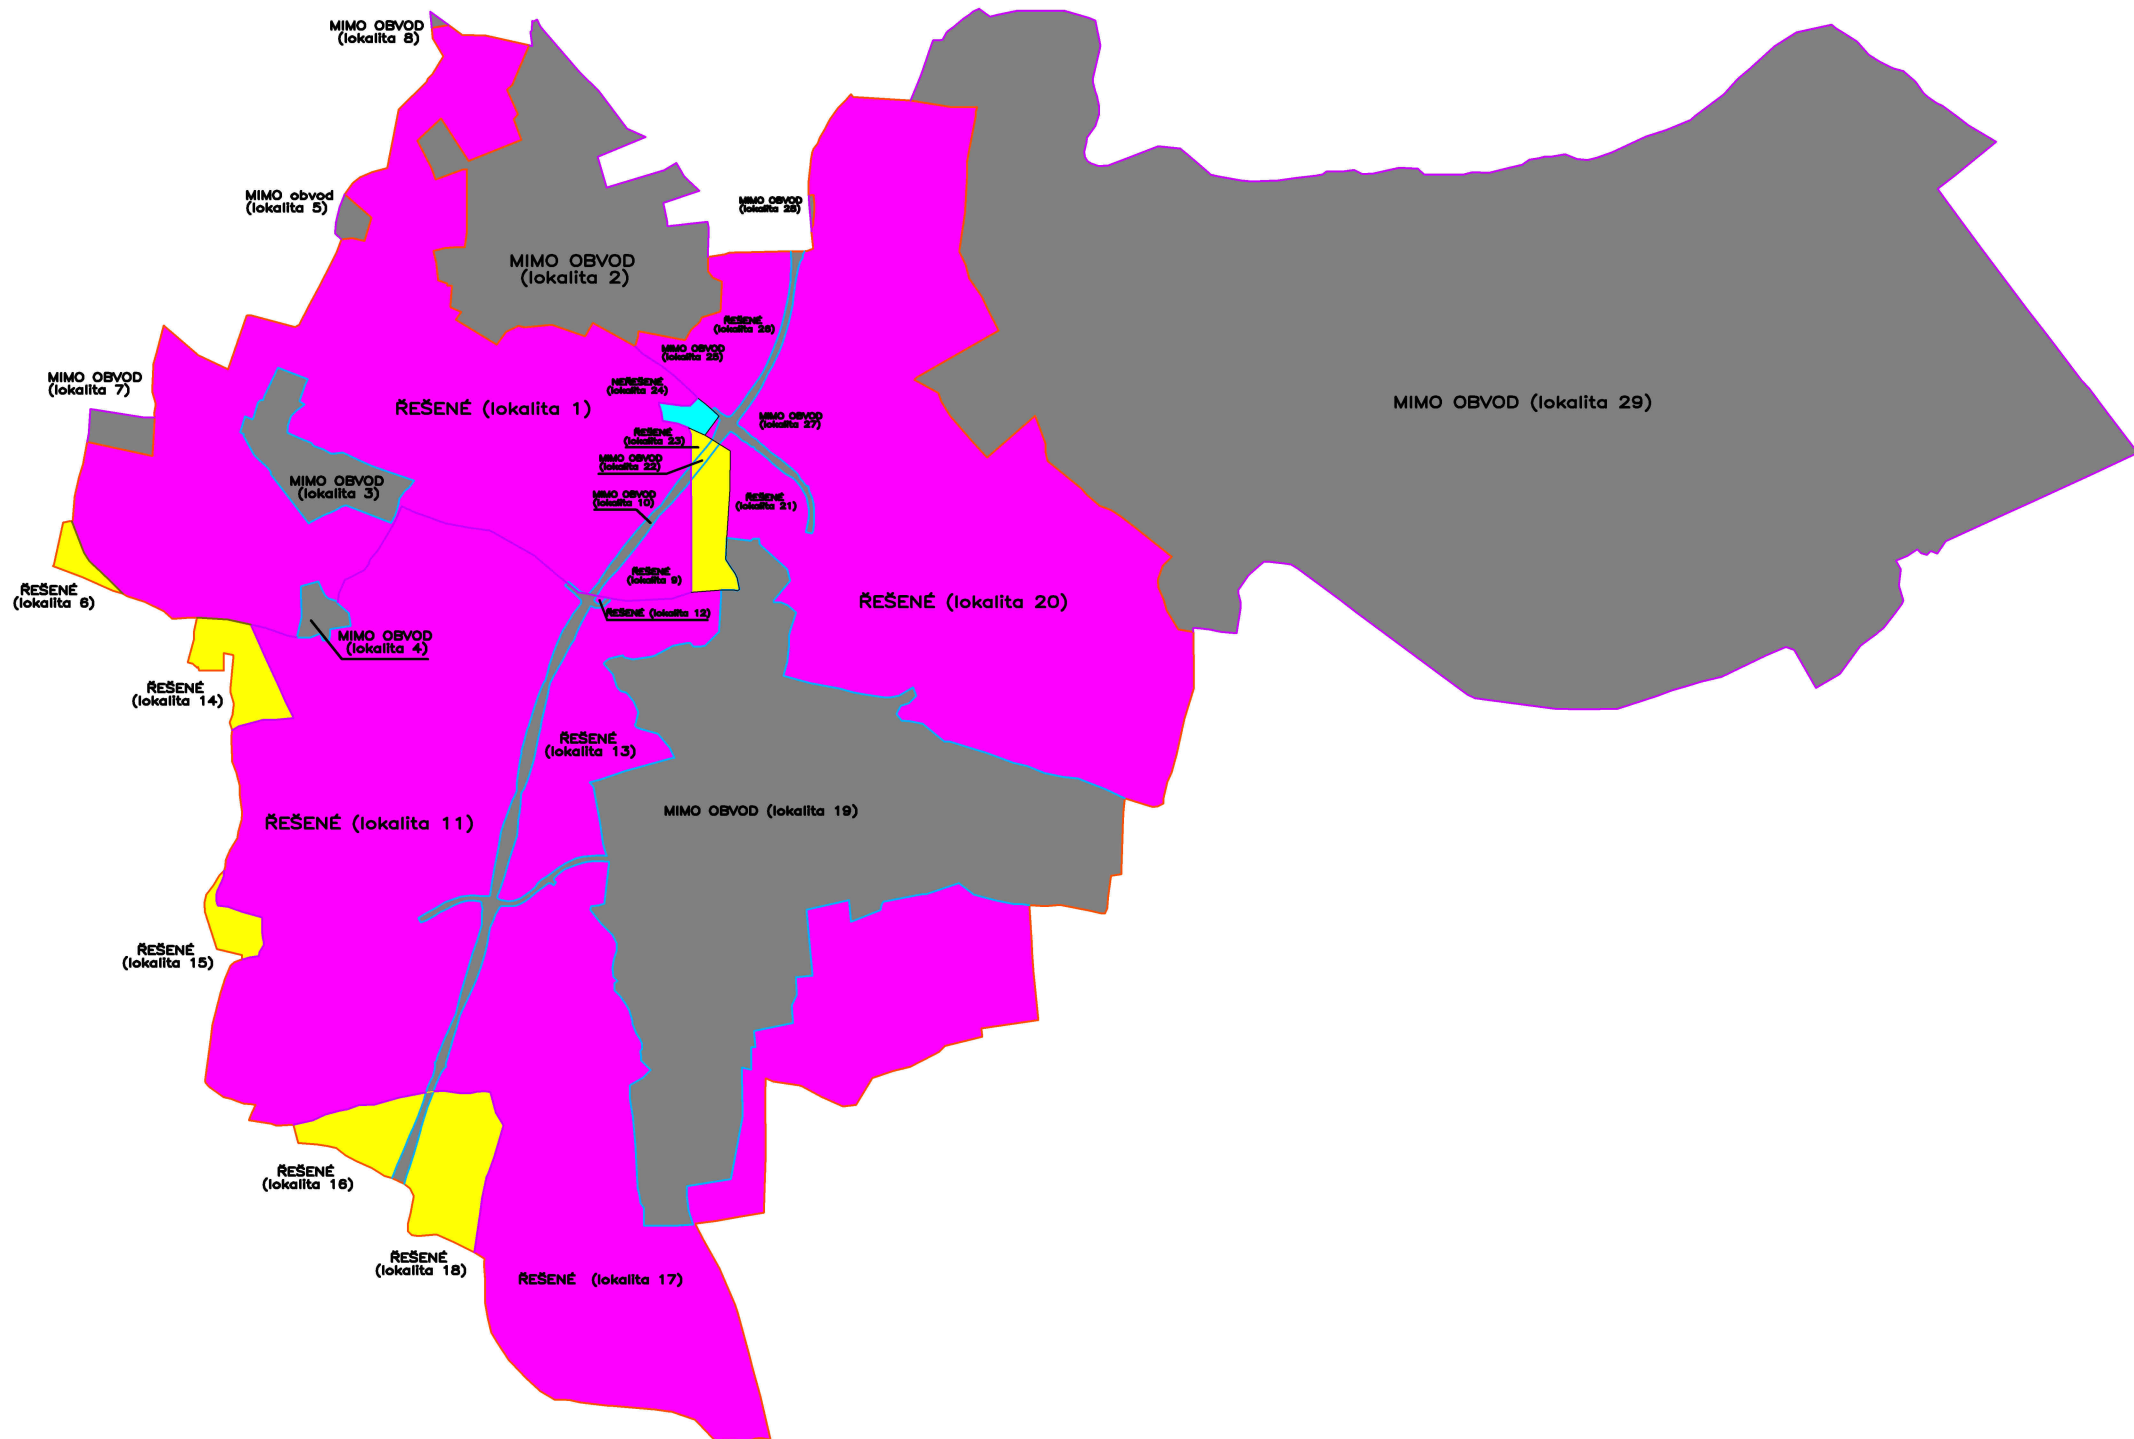 MIMO OBVOD
(lokalita 8)
MIMO obvod
(lokalita 5)
MIMO OBVOD
(lokalita 28)
MIMO OBVOD
(lokalita 2)
ŘEŠENÉ
(lokalita 26)
MIMO OBVOD
(lokalita 25)
MIMO OBVOD
(lokalita 7)
NEŘEŠENÉ
(lokalita 24)
ŘEŠENÉ (lokalita 1)
MIMO OBVOD (lokalita 29)
MIMO OBVOD
(lokalita 27)
ŘEŠENÉ
(lokalita 23)
MIMO OBVOD
(lokalita 22)
MIMO OBVOD
(lokalita 3)
MIMO OBVOD
(lokalita 10)
ŘEŠENÉ
(lokalita 21)
ŘEŠENÉ
(lokalita 9)
ŘEŠENÉ
(lokalita 6)
ŘEŠENÉ (lokalita 12)
ŘEŠENÉ (lokalita 20)
MIMO OBVOD
(lokalita 4)
ŘEŠENÉ
(lokalita 14)
ŘEŠENÉ
(lokalita 13)
MIMO OBVOD (lokalita 19)
ŘEŠENÉ (lokalita 11)
ŘEŠENÉ
(lokalita 15)
ŘEŠENÉ
(lokalita 16)
ŘEŠENÉ
(lokalita 18)
ŘEŠENÉ (lokalita 17)